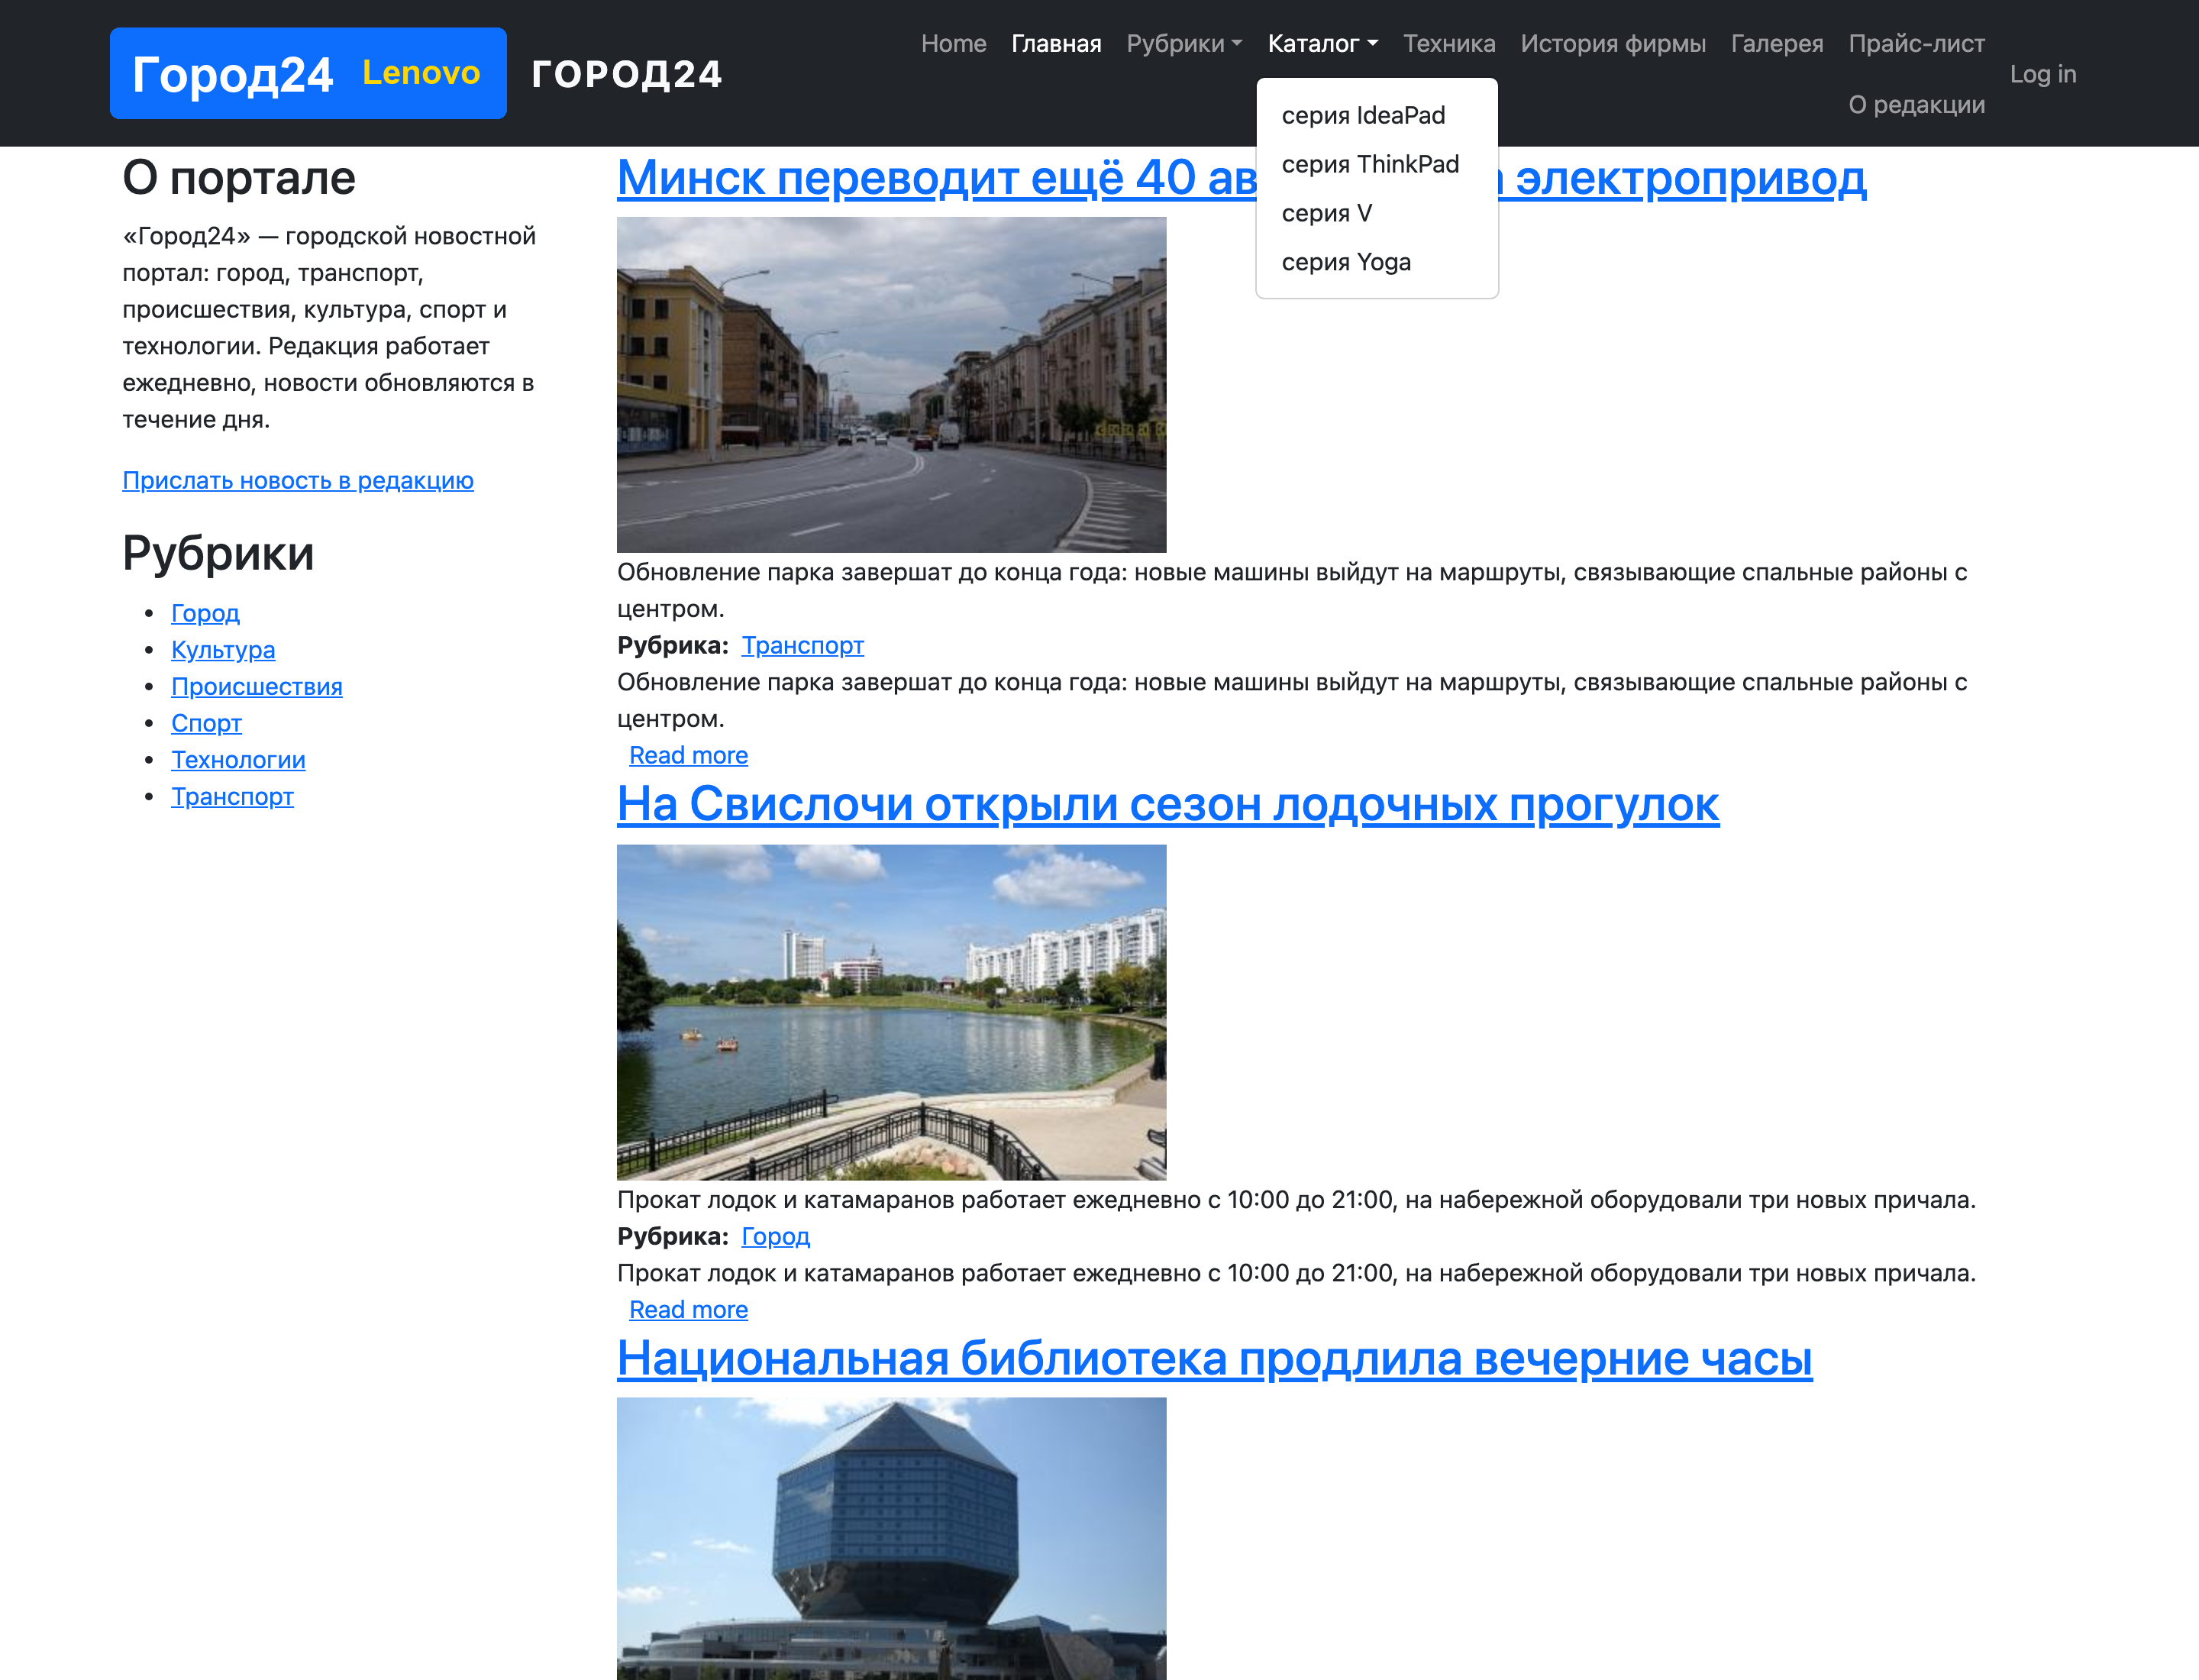 Город24 Lenovo ГОРОД24
Home Главная Рубрики Каталог Техника История фирмы Галерея Прайс-лист
О редакции
Log in
серия IdeaPad
серия ThinkPad
серия V
серия Yoga
О портале
«Город24» — городской новостной
портал: город, транспорт,
происшествия, культура, спорт и
технологии. Редакция работает
ежедневно, новости обновляются в
течение дня.
Прислать новость в редакцию
Рубрики
Город
Культура
Происшествия
Спорт
Технологии
Транспорт
Минск переводит ещё 40 электропривод
Обновление парка завершат до конца года: новые машины выйдут на маршруты, связывающие спальные районы с
центром.
Рубрика: Транспорт
Обновление парка завершат до конца года: новые машины выйдут на маршруты, связывающие спальные районы с
центром.
Read more
На Свислочи открыли сезон лодочных прогулок
Прокат лодок и катамаранов работает ежедневно с 10:00 до 21:00, на набережной оборудовали три новых причала.
Рубрика: Город
Прокат лодок и катамаранов работает ежедневно с 10:00 до 21:00, на набережной оборудовали три новых причала.
Read more
Национальная библиотека продлила вечерние часы